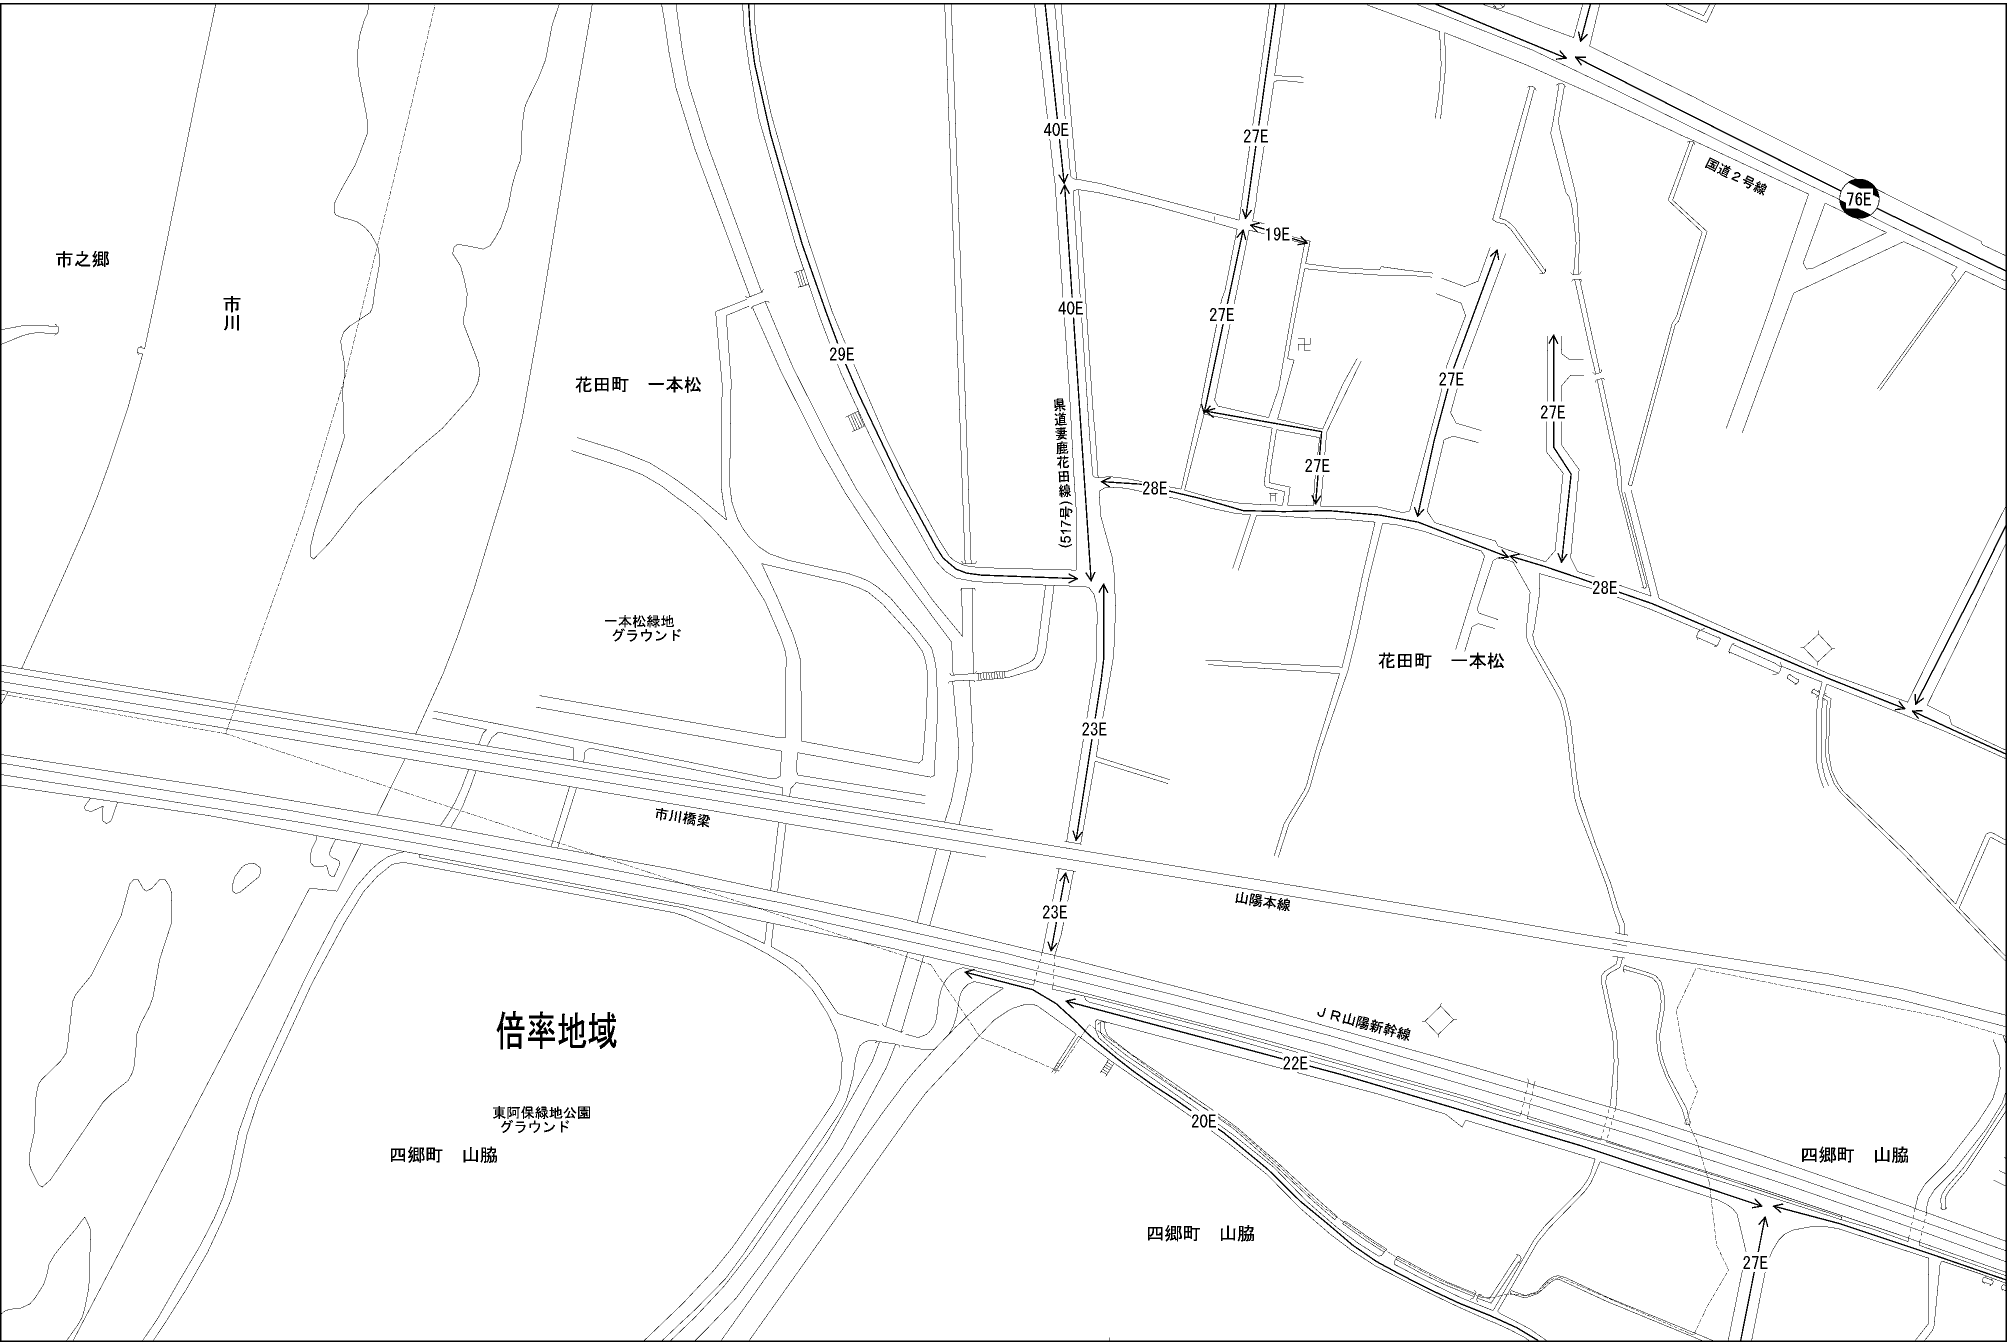 40E
27E
国道２号線
76E
19E
市之郷
市川
40E
27E
29E
花田町　一本松
27E
県道妻鹿花田線(517号)
27E
27E
28E
28E
一本松緑地
グラウンド
花田町　一本松
23E
市川橋梁
山陽本線
23E
倍率地域
ＪＲ山陽新幹線
22E
東阿保緑地公園
グラウンド
20E
四郷町　山脇
四郷町　山脇
四郷町　山脇
27E